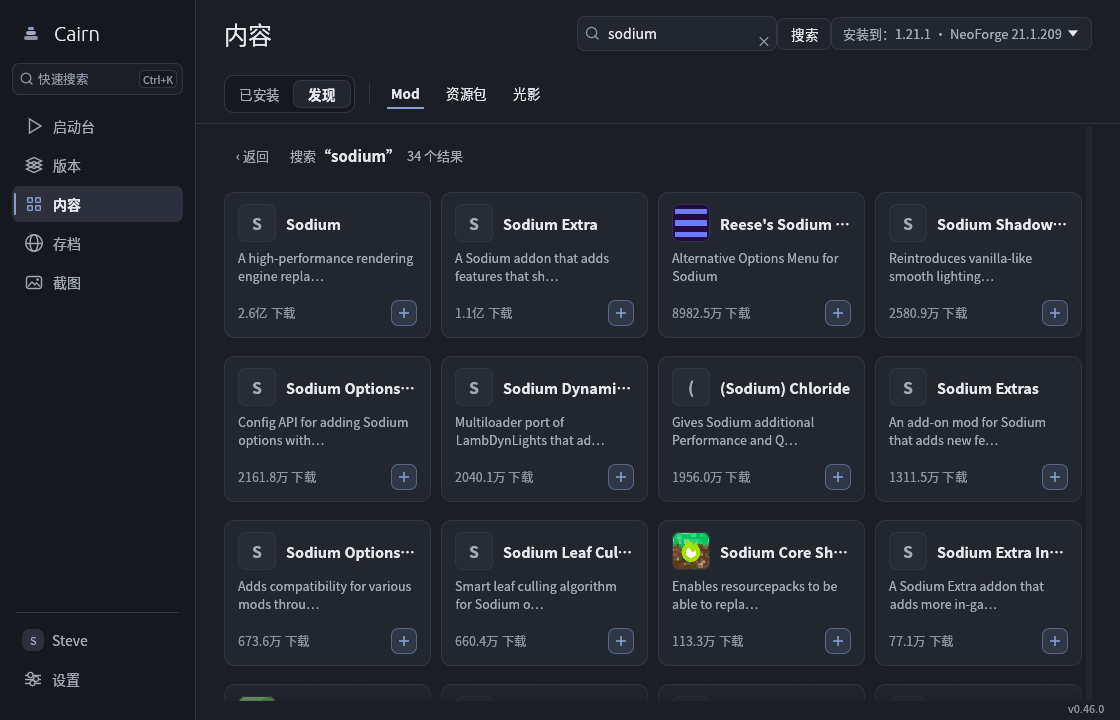 Cairn
快速搜索 Ctrl+K
启动台
版本
内容
存档
截图
S Steve
设置
内容
sodium
搜索
安装到：1.21.1 • NeoForge 21.1.209
已安装 发现 Mod 资源包 光影
‹ 返回 搜索 “sodium” 34 个结果
S Sodium
A high-performance rendering
engine repla…
2.6亿 下载
S Sodium Extra
A Sodium addon that adds
features that sh…
1.1亿 下载
Reese's Sodium …
Alternative Options Menu for
Sodium
8982.5万 下载
S Sodium Shadow…
Reintroduces vanilla-like
smooth lighting…
2580.9万 下载
S Sodium Options…
Config API for adding Sodium
options with…
2161.8万 下载
S Sodium Dynami…
Multiloader port of
LambDynLights that ad…
2040.1万 下载
( (Sodium) Chloride
Gives Sodium additional
Performance and Q…
1956.0万 下载
S Sodium Extras
An add-on mod for Sodium
that adds new fe…
1311.5万 下载
S Sodium Options…
Adds compatibility for various
mods throu…
673.6万 下载
S Sodium Leaf Cul…
Smart leaf culling algorithm
for Sodium o…
660.4万 下载
Sodium Core Sh…
Enables resourcepacks to be
able to repla…
113.3万 下载
S Sodium Extra In…
A Sodium Extra addon that
adds more in-ga…
77.1万 下载
v0.46.0